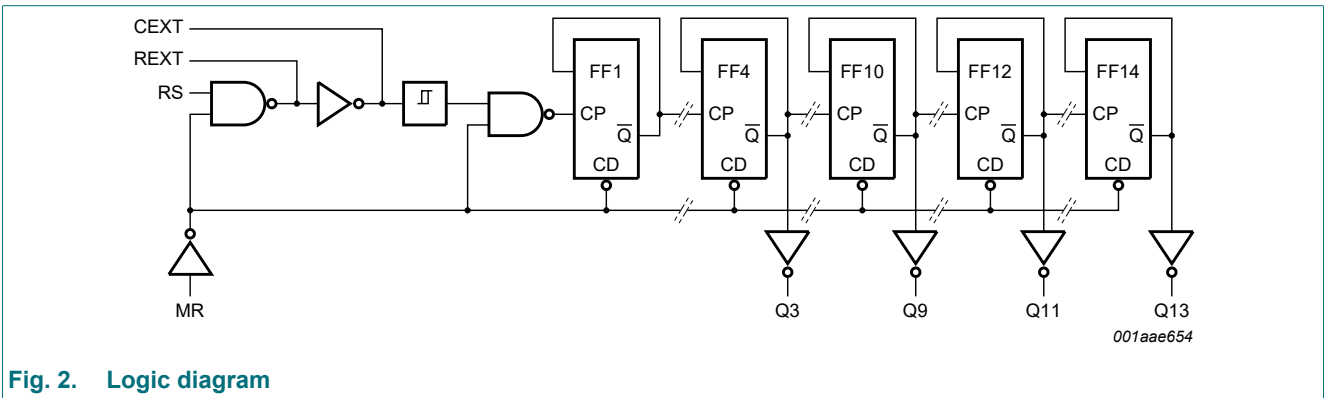 CEXT
REXT
RS
FF1 FF4 FF10 FF12 FF14
CP CP CP CP CP
Q Q Q Q Q
CD CD CD CD CD
MR Q3 Q9 Q11 Q13
001aae654
Fig. 2. Logic diagram